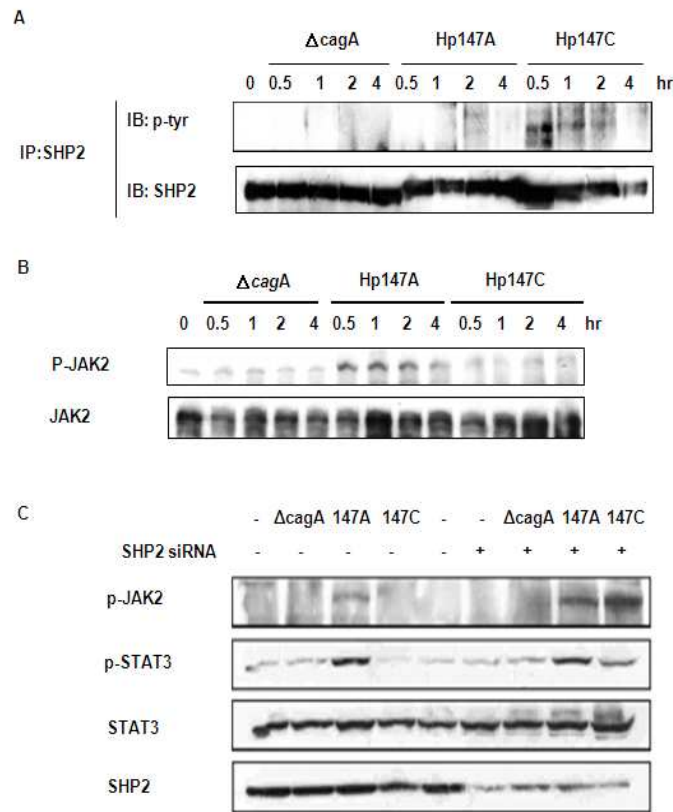 A
ΔcagA Hp147A Hp147C
0 0.5 1 2 4 0.5 1 2 4 0.5 1 2 4 hr
IB: p-tyr
IP:SHP2
IB: SHP2
B
ΔcagA Hp147A Hp147C
0 0.5 1 2 4 0.5 1 2 4 0.5 1 2 4 hr
P-JAK2
JAK2
C
- ΔcagA 147A 147C - - ΔcagA 147A 147C
SHP2 siRNA - - - - - + + + +
p-JAK2
p-STAT3
STAT3
SHP2